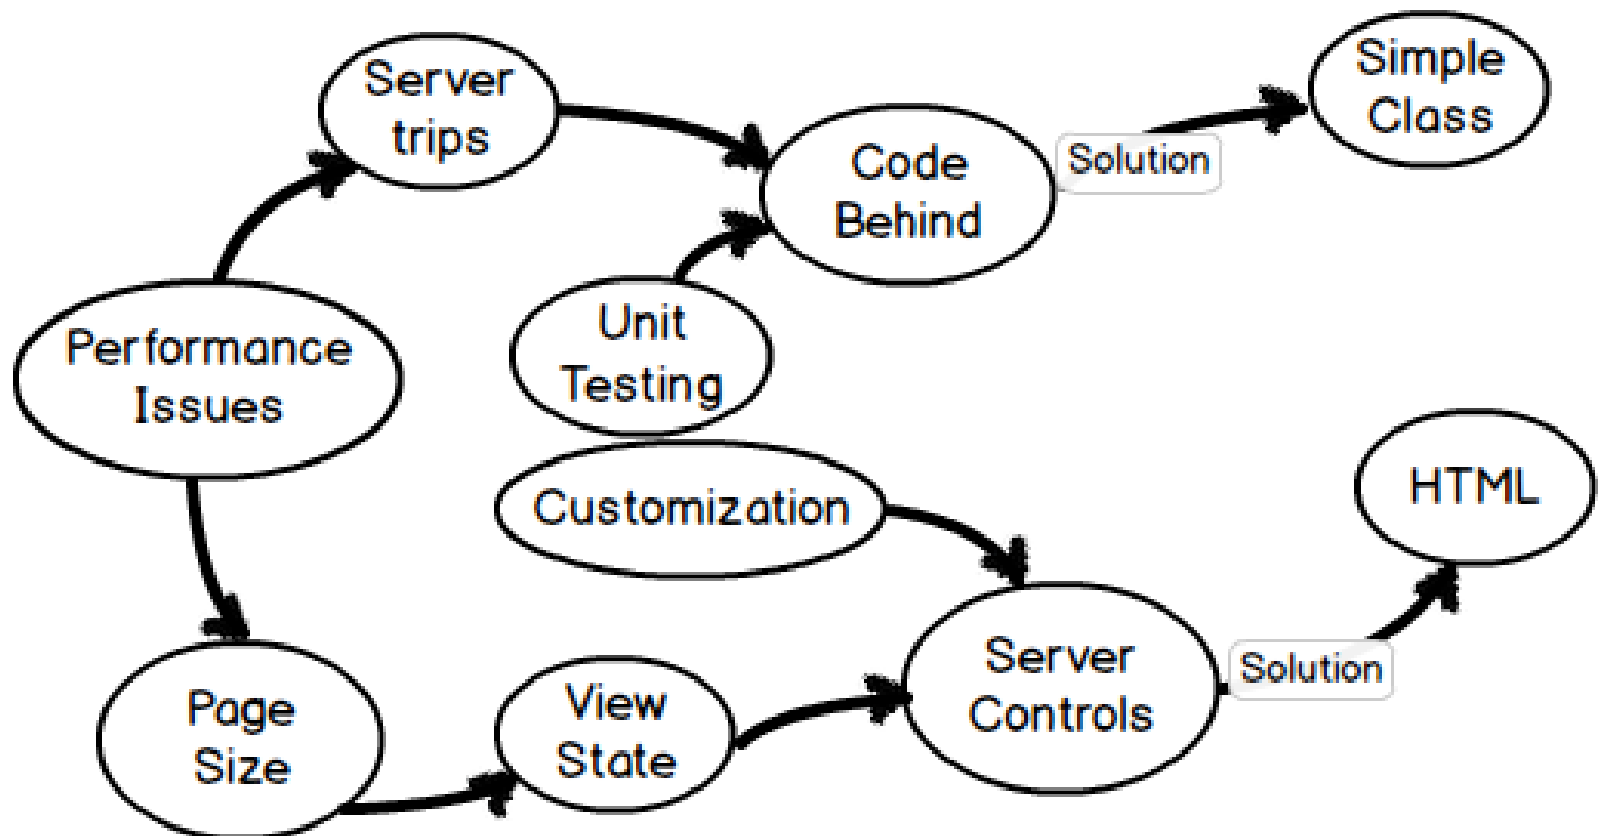 Server
trips
Code
Behind
Solution
Simple
Class
Performance
Issues
Unit
Testing
Customization
HTML
Page
Size
View
State
Server
Controls
Solution